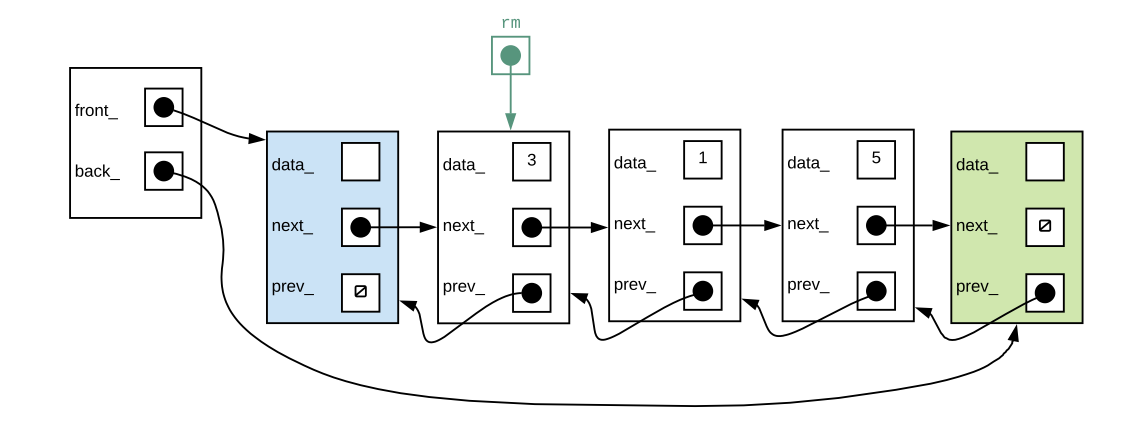 rm
front_
back_
data_
next_
prev_
data_ 3
next_
prev_
data_ 1
next_
prev_
data_ 5
next_
prev_
data_
next_
prev_